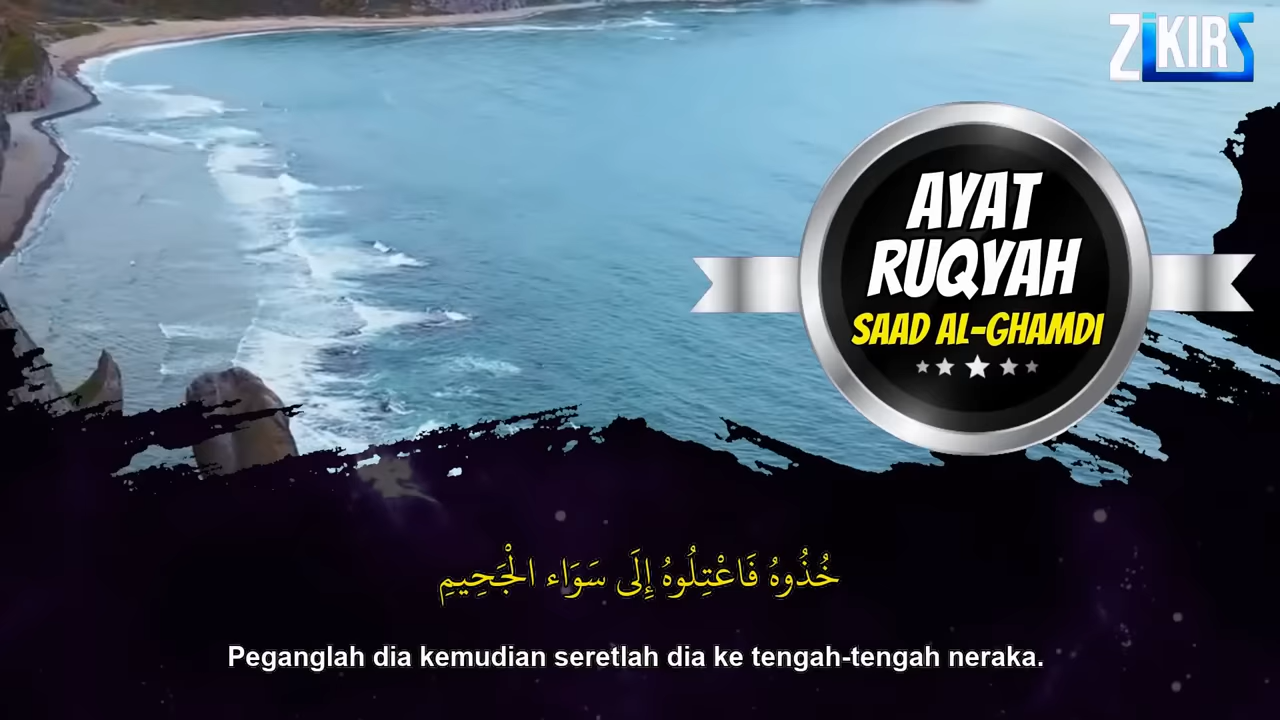 ZIKIRS
AYAT
RUQYAH
SAAD AL-GHAMDI
خُذُوهُ فَاعْتِلُوهُ إِلَى سَوَاء الْجَحِيمِ
Peganglah dia kemudian seretlah dia ke tengah-tengah neraka.